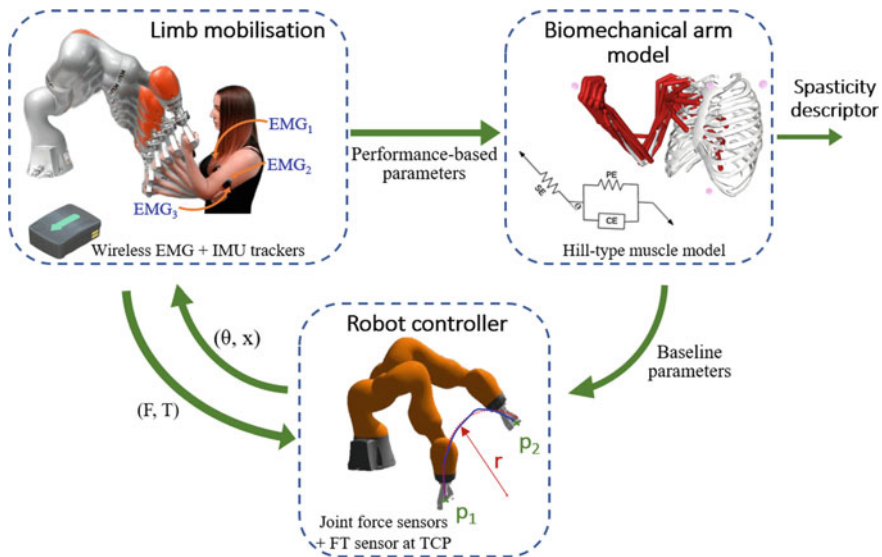 Limb mobilisation
EMG1
EMG2
EMG3
Wireless EMG + IMU trackers
Performance-based
parameters
Biomechanical arm
model
SE
PE
CE
Hill-type muscle model
Spasticity
descriptor
(θ, x)
(F, T)
Robot controller
r
p1
p2
Joint force sensors
+ FT sensor at TCP
Baseline
parameters